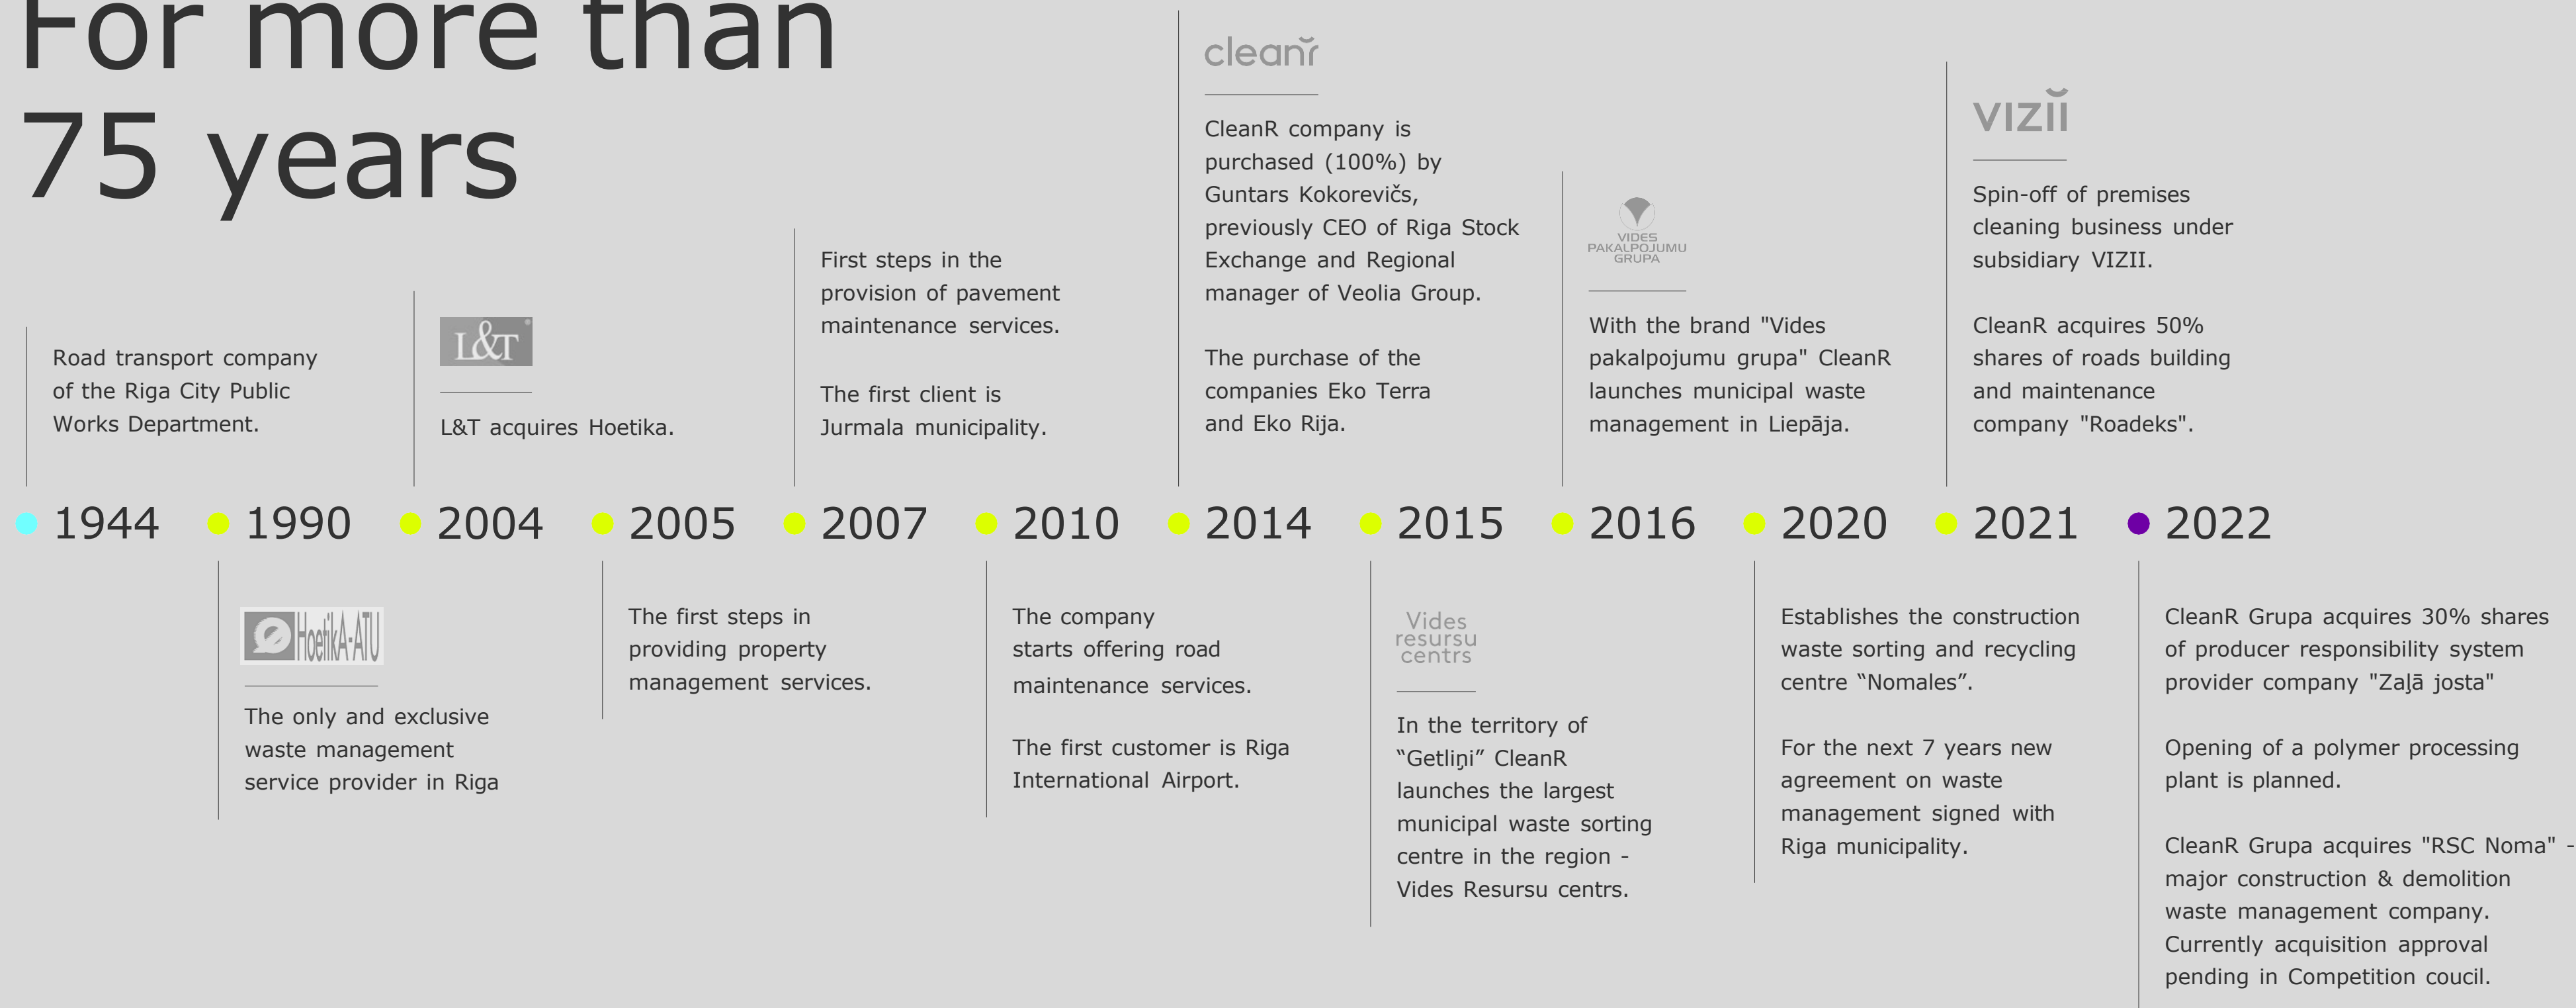 For more than
75 years
Road transport company
of the Riga City Public
Works Department.
L&T
L&T acquires Hoetika.
First steps in the
provision of pavement
maintenance services.
The first client is
Jurmala municipality.
cleanr̆
CleanR company is
purchased (100%) by
Guntars Kokorevičs,
previously CEO of Riga Stock
Exchange and Regional
manager of Veolia Group.
The purchase of the
companies Eko Terra
and Eko Rija.
VIDES
PAKALPOJUMU
GRUPA
With the brand "Vides
pakalpojumu grupa" CleanR
launches municipal waste
management in Liepāja.
VIZII
Spin-off of premises
cleaning business under
subsidiary VIZII.
CleanR acquires 50%
shares of roads building
and maintenance
company "Roadeks".
1944 1990 2004 2005 2007 2010 2014 2015 2016 2020 2021 2022
HoetikA-ATU
The only and exclusive
waste management
service provider in Riga
The first steps in
providing property
management services.
The company
starts offering road
maintenance services.
The first customer is Riga
International Airport.
Vides
resursu
centrs
In the territory of
“Getliņi” CleanR
launches the largest
municipal waste sorting
centre in the region -
Vides Resursu centrs.
Establishes the construction
waste sorting and recycling
centre “Nomales”.
For the next 7 years new
agreement on waste
management signed with
Riga municipality.
CleanR Grupa acquires 30% shares
of producer responsibility system
provider company "Zaļā josta"
Opening of a polymer processing
plant is planned.
CleanR Grupa acquires "RSC Noma" -
major construction & demolition
waste management company.
Currently acquisition approval
pending in Competition coucil.